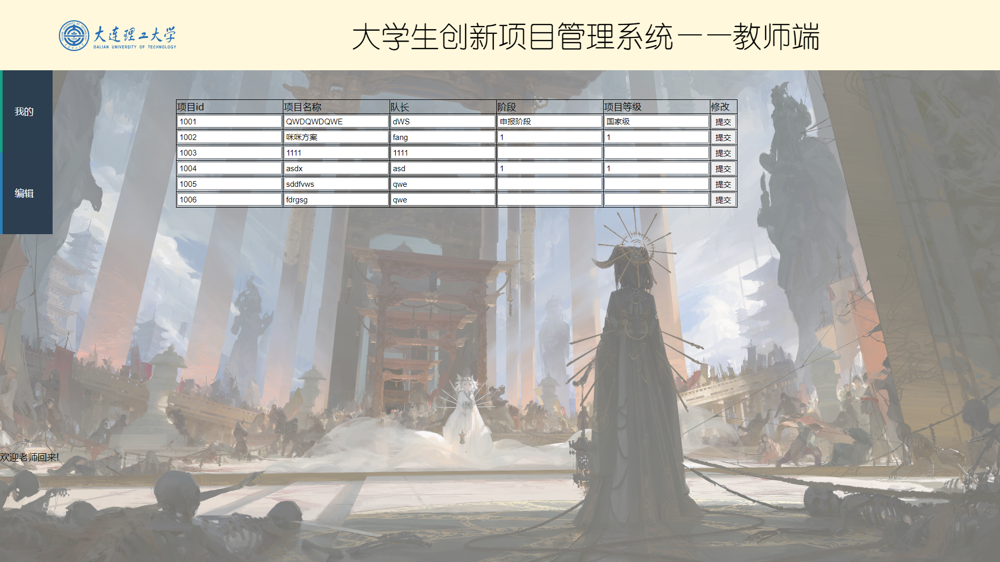 大连理工大学
DALIAN UNIVERSITY OF TECHNOLOGY
大学生创新项目管理系统——教师端
我的
编辑
项目id 项目名称 队长 阶段 项目等级 修改
1001 QWDQWDQWE dWS 申报阶段 国家级 提交
1002 咪咪方案 fang 1 1 提交
1003 1111 1111 提交
1004 asdx asd 1 1 提交
1005 sddfvws qwe 提交
1006 fdrgsg qwe 提交
欢迎老师回来!